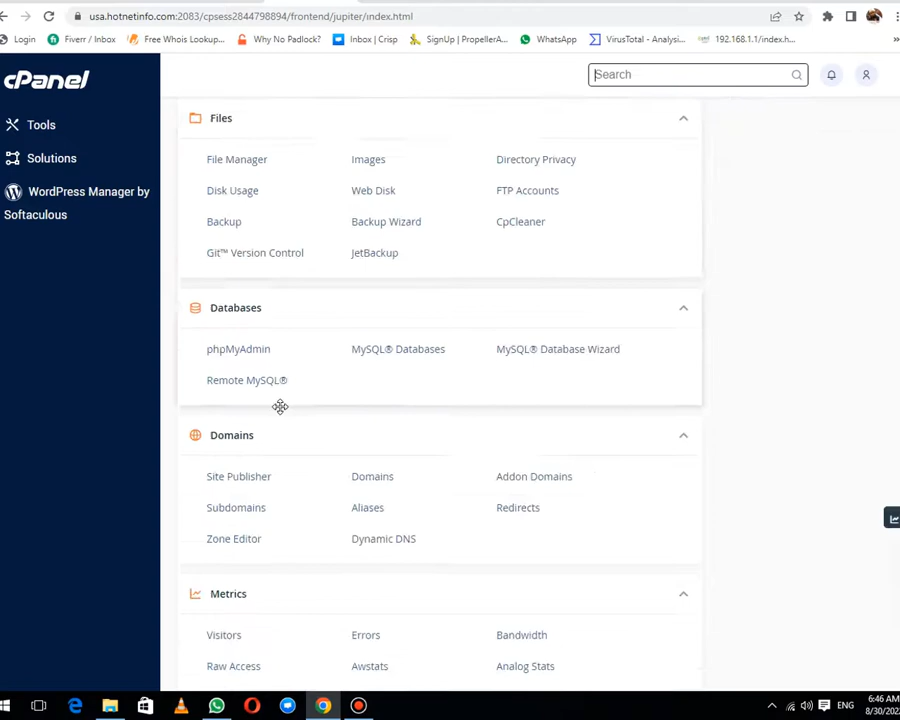 usa.hotnetinfo.com:2083/cpsess2844798894/frontend/jupiter/index.html
Login
Fiverr / Inbox
Free Whois Lookup...
Why No Padlock?
Inbox | Crisp
SignUp | PropellerA...
WhatsApp
VirusTotal - Analysi...
192.168.1.1/index.h...
»
cPanel
Search
Tools
Solutions
WordPress Manager by
Softaculous
Files
File Manager Images Directory Privacy
Disk Usage Web Disk FTP Accounts
Backup Backup Wizard CpCleaner
Git™ Version Control JetBackup
Databases
phpMyAdmin MySQL® Databases MySQL® Database Wizard
Remote MySQL®
Domains
Site Publisher Domains Addon Domains
Subdomains Aliases Redirects
Zone Editor Dynamic DNS
Metrics
Visitors Errors Bandwidth
Raw Access Awstats Analog Stats
ENG
6:46 AM